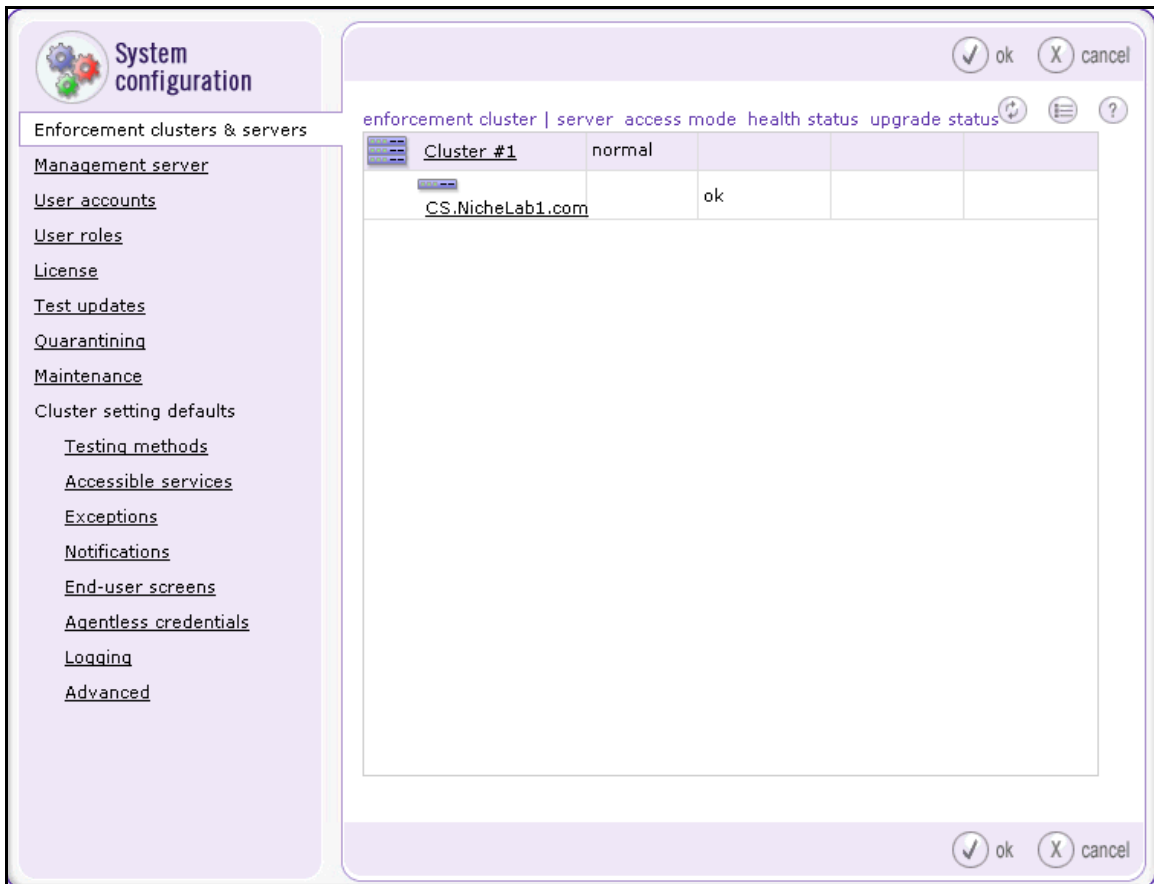 System
configuration
ok cancel
Enforcement clusters & servers
Management server
User accounts
User roles
License
Test updates
Quarantining
Maintenance
Cluster setting defaults
Testing methods
Accessible services
Exceptions
Notifications
End-user screens
Agentless credentials
Logging
Advanced
enforcement cluster | server access mode health status upgrade status
?
Cluster #1 normal
CS.NicheLab1.com ok
ok cancel